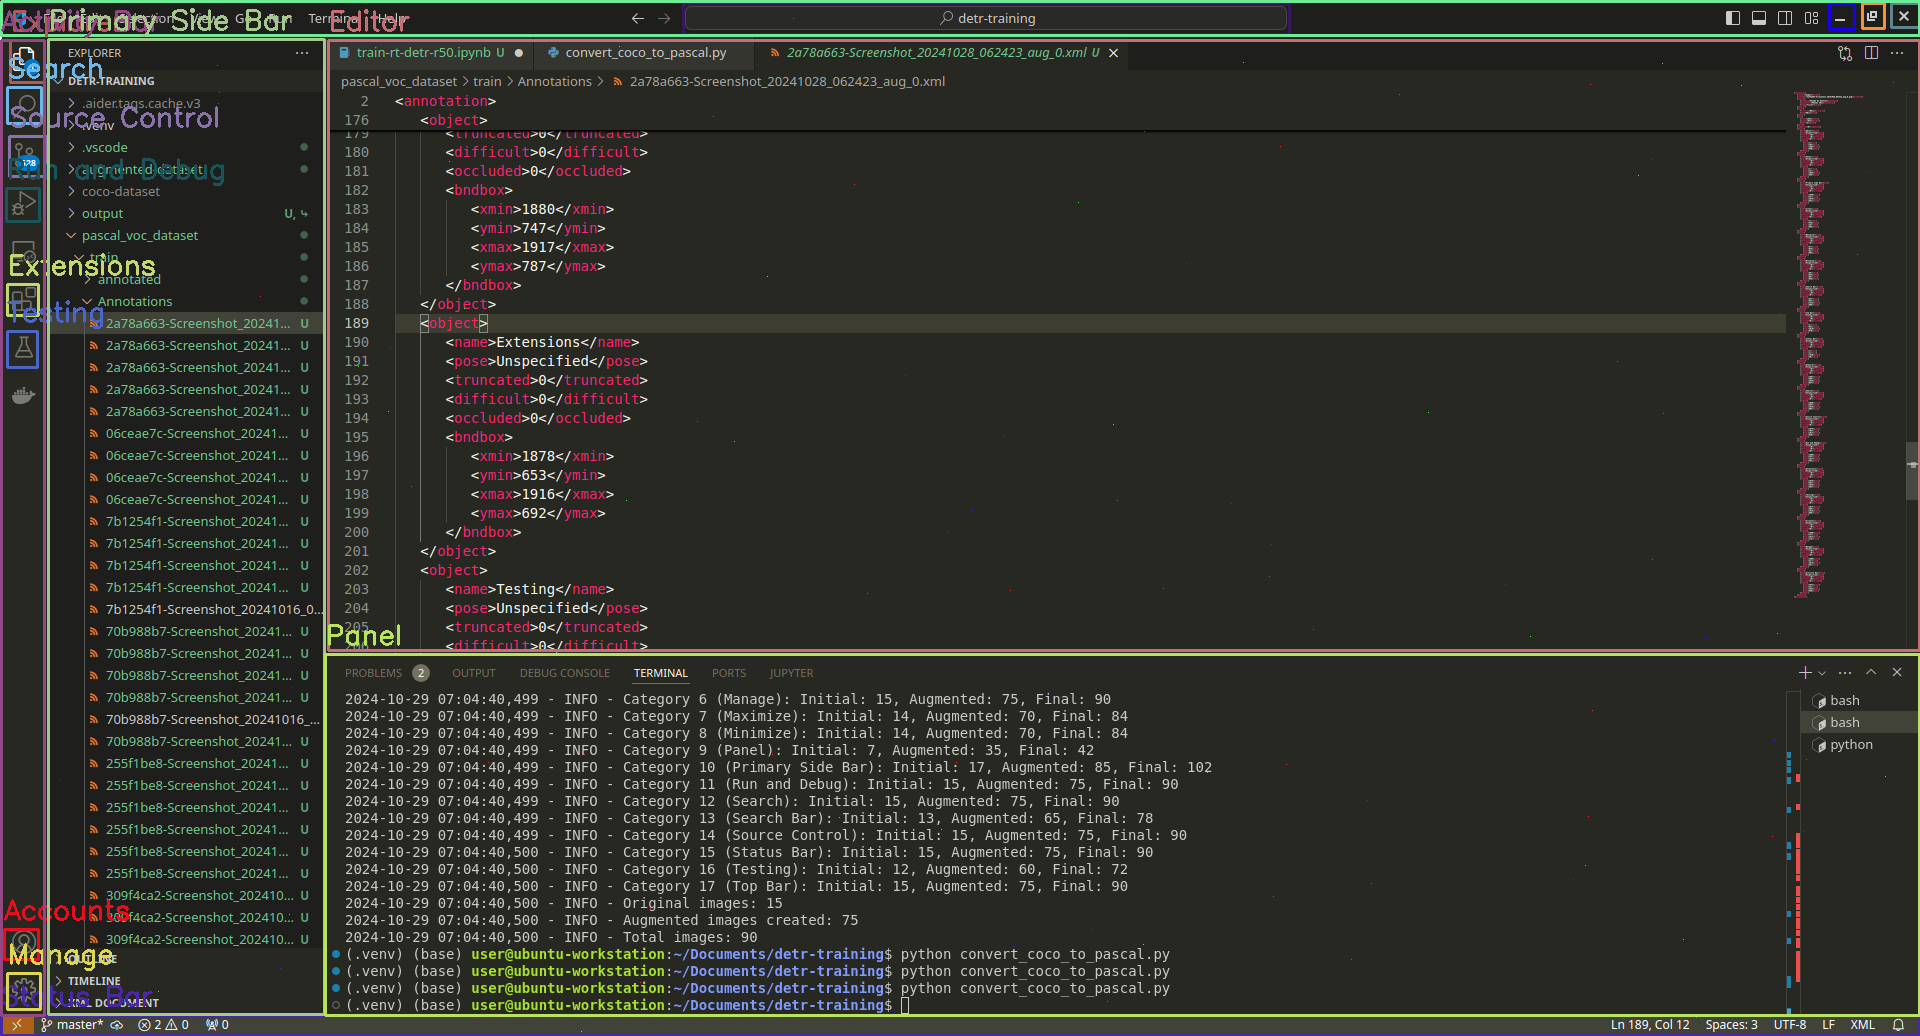 Primary Side Bar
Editor
detr-training
EXPLORER
DETR-TRAINING
Search
.aider.tags.cache.v3
Source Control
.venv
.vscode
Run and Debug
augmented-dataset
coco-dataset
output U,
pascal_voc_dataset
train
Extensions
annotated
Annotations
Testing
2a78a663-Screenshot_20241... U
2a78a663-Screenshot_20241... U
2a78a663-Screenshot_20241... U
2a78a663-Screenshot_20241... U
2a78a663-Screenshot_20241... U
06ceae7c-Screenshot_20241... U
06ceae7c-Screenshot_20241... U
06ceae7c-Screenshot_20241... U
06ceae7c-Screenshot_20241... U
7b1254f1-Screenshot_20241... U
7b1254f1-Screenshot_20241... U
7b1254f1-Screenshot_20241... U
7b1254f1-Screenshot_20241... U
7b1254f1-Screenshot_20241016_0...
70b988b7-Screenshot_20241... U
70b988b7-Screenshot_20241... U
70b988b7-Screenshot_20241... U
70b988b7-Screenshot_20241... U
70b988b7-Screenshot_20241016_...
70b988b7-Screenshot_20241... U
255f1be8-Screenshot_20241... U
255f1be8-Screenshot_20241... U
255f1be8-Screenshot_20241... U
255f1be8-Screenshot_20241... U
255f1be8-Screenshot_20241... U
255f1be8-Screenshot_20241... U
309f4ca2-Screenshot_202410... U
Accounts
309f4ca2-Screenshot_202410... U
309f4ca2-Screenshot_202410... U
Manage
TIMELINE
Status Bar
XML DOCUMENT
train-rt-detr-r50.ipynb U convert_coco_to_pascal.py 2a78a663-Screenshot_20241028_062423_aug_0.xml U
pascal_voc_dataset > train > Annotations > 2a78a663-Screenshot_20241028_062423_aug_0.xml
2 <annotation>
176 <object>
179 <truncated>0</truncated>
180 <difficult>0</difficult>
181 <occluded>0</occluded>
182 <bndbox>
183 <xmin>1880</xmin>
184 <ymin>747</ymin>
185 <xmax>1917</xmax>
186 <ymax>787</ymax>
187 </bndbox>
188 </object>
189 <object>
190 <name>Extensions</name>
191 <pose>Unspecified</pose>
192 <truncated>0</truncated>
193 <difficult>0</difficult>
194 <occluded>0</occluded>
195 <bndbox>
196 <xmin>1878</xmin>
197 <ymin>653</ymin>
198 <xmax>1916</xmax>
199 <ymax>692</ymax>
200 </bndbox>
201 </object>
202 <object>
203 <name>Testing</name>
204 <pose>Unspecified</pose>
205 <truncated>0</truncated>
<difficult>0</difficult>
Panel
PROBLEMS 2 OUTPUT DEBUG CONSOLE TERMINAL PORTS JUPYTER
2024-10-29 07:04:40,499 - INFO - Category 6 (Manage): Initial: 15, Augmented: 75, Final: 90
2024-10-29 07:04:40,499 - INFO - Category 7 (Maximize): Initial: 14, Augmented: 70, Final: 84
2024-10-29 07:04:40,499 - INFO - Category 8 (Minimize): Initial: 14, Augmented: 70, Final: 84
2024-10-29 07:04:40,499 - INFO - Category 9 (Panel): Initial: 7, Augmented: 35, Final: 42
2024-10-29 07:04:40,499 - INFO - Category 10 (Primary Side Bar): Initial: 17, Augmented: 85, Final: 102
2024-10-29 07:04:40,499 - INFO - Category 11 (Run and Debug): Initial: 15, Augmented: 75, Final: 90
2024-10-29 07:04:40,499 - INFO - Category 12 (Search): Initial: 15, Augmented: 75, Final: 90
2024-10-29 07:04:40,499 - INFO - Category 13 (Search Bar): Initial: 13, Augmented: 65, Final: 78
2024-10-29 07:04:40,499 - INFO - Category 14 (Source Control): Initial: 15, Augmented: 75, Final: 90
2024-10-29 07:04:40,500 - INFO - Category 15 (Status Bar): Initial: 15, Augmented: 75, Final: 90
2024-10-29 07:04:40,500 - INFO - Category 16 (Testing): Initial: 12, Augmented: 60, Final: 72
2024-10-29 07:04:40,500 - INFO - Category 17 (Top Bar): Initial: 15, Augmented: 75, Final: 90
2024-10-29 07:04:40,500 - INFO - Original images: 15
2024-10-29 07:04:40,500 - INFO - Augmented images created: 75
2024-10-29 07:04:40,500 - INFO - Total images: 90
(.venv) (base) user@ubuntu-workstation:~/Documents/detr-training$ python convert_coco_to_pascal.py
(.venv) (base) user@ubuntu-workstation:~/Documents/detr-training$ python convert_coco_to_pascal.py
(.venv) (base) user@ubuntu-workstation:~/Documents/detr-training$ python convert_coco_to_pascal.py
(.venv) (base) user@ubuntu-workstation:~/Documents/detr-training$
bash
bash
python
master* 2 0 0 Ln 189, Col 12 Spaces: 3 UTF-8 LF XML